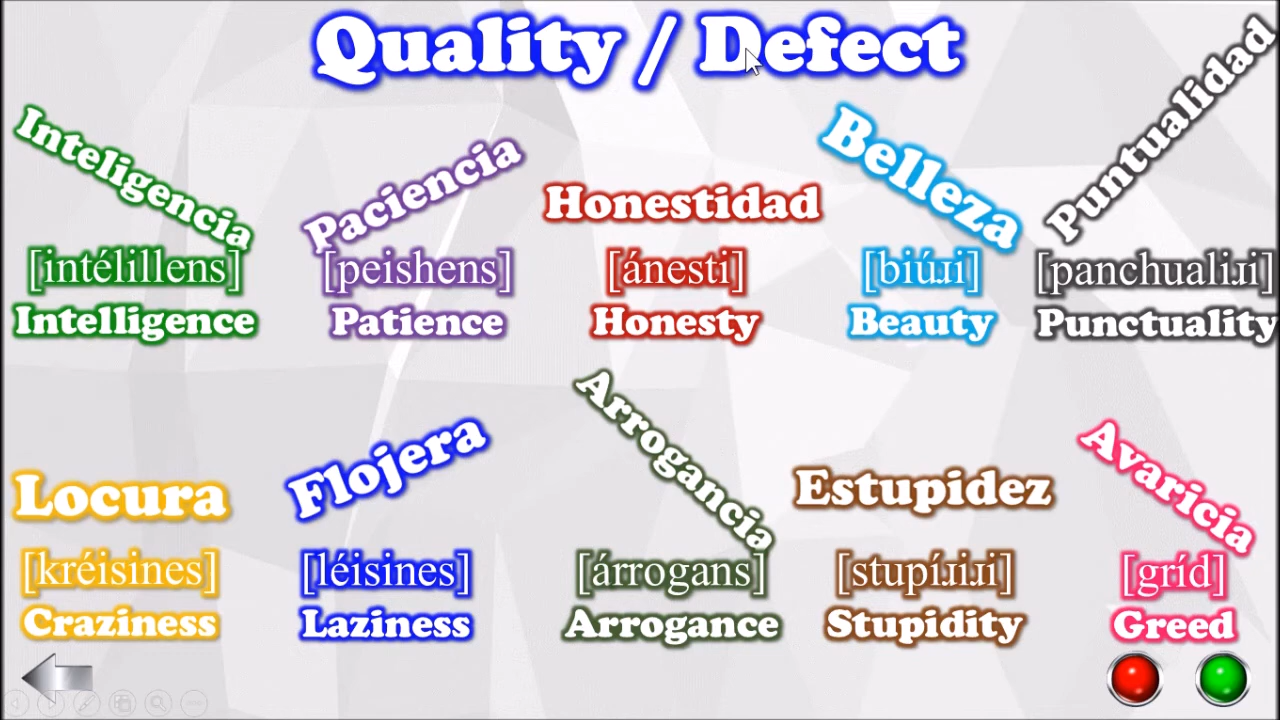 Quality / Defect
Inteligencia
[intélillens]
Intelligence
Paciencia
[peishens]
Patience
Honestidad
[ánesti]
Honesty
Belleza
[biúɹi]
Beauty
Puntualidad
[panchualiɹi]
Punctuality
Locura
[kréisines]
Craziness
Flojera
[léisines]
Laziness
Arrogancia
[árrogans]
Arrogance
Estupidez
[stupíɹiɹi]
Stupidity
Avaricia
[gríd]
Greed